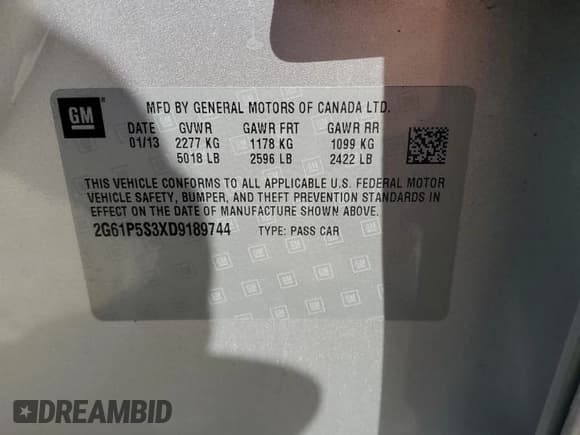 GM
®
MFD BY GENERAL MOTORS OF CANADA LTD.
DATE GVWR GAWR FRT GAWR RR
01/13 2277 KG 1178 KG 1099 KG
5018 LB 2596 LB 2422 LB
THIS VEHICLE CONFORMS TO ALL APPLICABLE U.S. FEDERAL MOTOR
VEHICLE SAFETY, BUMPER, AND THEFT PREVENTION STANDARDS IN
EFFECT ON THE DATE OF MANUFACTURE SHOWN ABOVE.
2G61P5S3XD9189744 TYPE: PASS CAR
DREAMBID